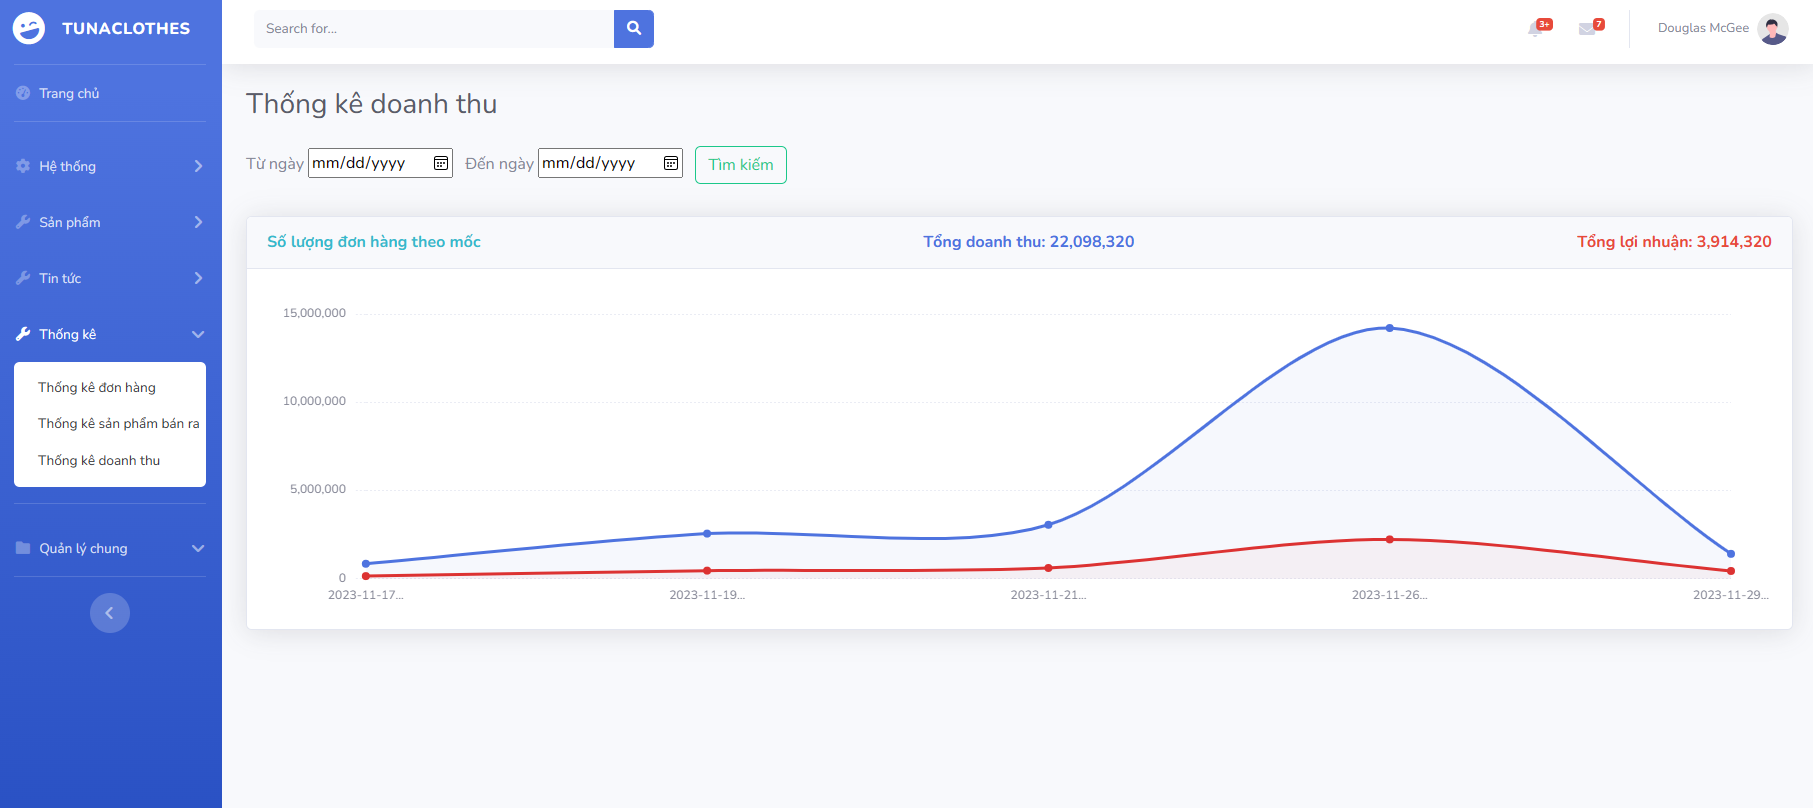 TUNACLOTHES
Search for...
3+
7
Douglas McGee
Trang chủ
Hệ thống
Sản phẩm
Tin tức
Thống kê
Thống kê đơn hàng
Thống kê sản phẩm bán ra
Thống kê doanh thu
Quản lý chung
Thống kê doanh thu
Từ ngày mm/dd/yyyy Đến ngày mm/dd/yyyy Tìm kiếm
Số lượng đơn hàng theo mốc Tổng doanh thu: 22,098,320 Tổng lợi nhuận: 3,914,320
15,000,000
10,000,000
5,000,000
0
2023-11-17... 2023-11-19... 2023-11-21... 2023-11-26... 2023-11-29...